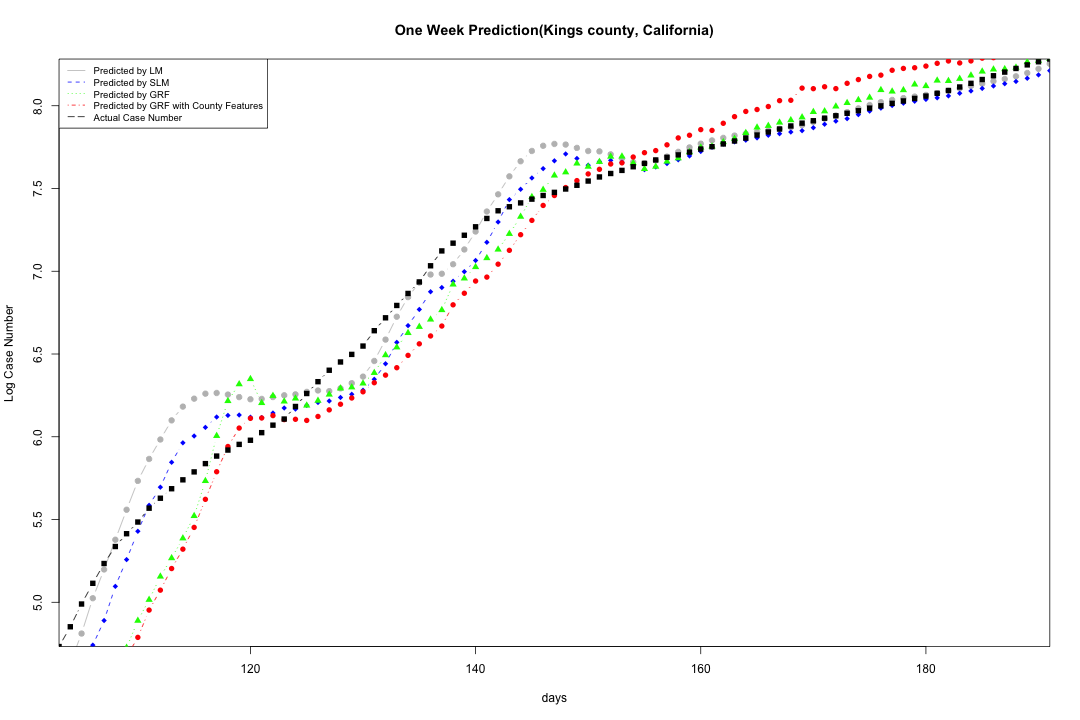 One Week Prediction(Kings county, California)
Predicted by LM
Predicted by SLM
Predicted by GRF
Predicted by GRF with County Features
Actual Case Number
Log Case Number
8.0
7.5
7.0
6.5
6.0
5.5
5.0
120 140 160 180
days